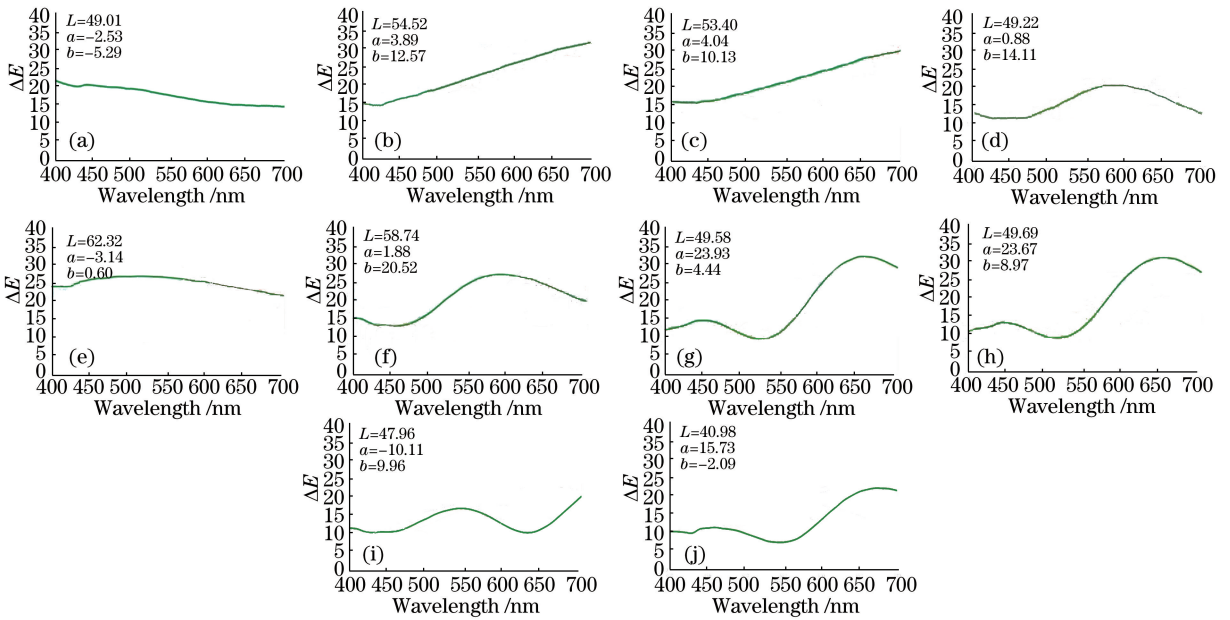 40
35
30
25
20
15
10
5
0
ΔE
L=49.01
a=−2.53
b=−5.29
(a)
400 450 500 550 600 650 700
Wavelength /nm
40
35
30
25
20
15
10
5
0
ΔE
L=54.52
a=3.89
b=12.57
(b)
400 450 500 550 600 650 700
Wavelength /nm
40
35
30
25
20
15
10
5
0
ΔE
L=53.40
a=4.04
b=10.13
(c)
400 450 500 550 600 650 700
Wavelength /nm
40
35
30
25
20
15
10
5
0
ΔE
L=49.22
a=0.88
b=14.11
(d)
400 450 500 550 600 650 700
Wavelength /nm
40
35
30
25
20
15
10
5
0
ΔE
L=62.32
a=−3.14
b=0.60
(e)
400 450 500 550 600 650 700
Wavelength /nm
40
35
30
25
20
15
10
5
0
ΔE
L=58.74
a=1.88
b=20.52
(f)
400 450 500 550 600 650 700
Wavelength /nm
40
35
30
25
20
15
10
5
0
ΔE
L=49.58
a=23.93
b=4.44
(g)
400 450 500 550 600 650 700
Wavelength /nm
40
35
30
25
20
15
10
5
0
ΔE
L=49.69
a=23.67
b=8.97
(h)
400 450 500 550 600 650 700
Wavelength /nm
40
35
30
25
20
15
10
5
0
ΔE
L=47.96
a=−10.11
b=9.96
(i)
400 450 500 550 600 650 700
Wavelength /nm
40
35
30
25
20
15
10
5
0
ΔE
L=40.98
a=15.73
b=−2.09
(j)
400 450 500 550 600 650 700
Wavelength /nm